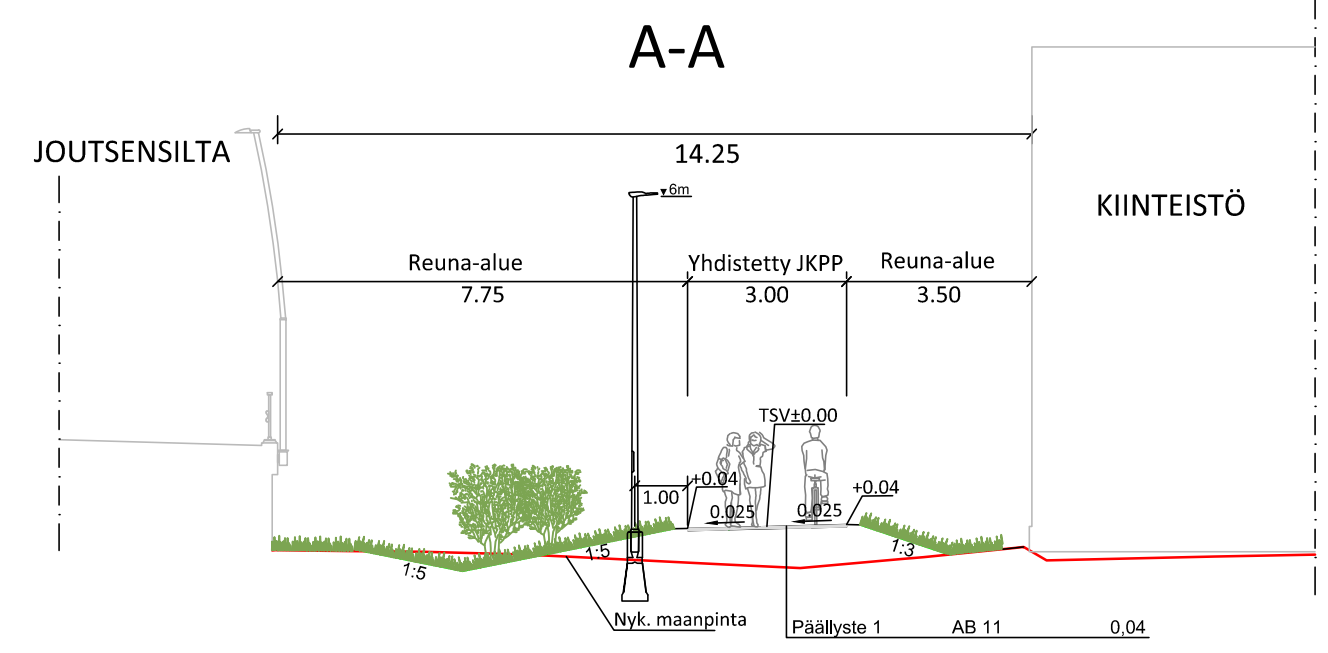 A-A
JOUTSENSILTA
14.25
6m
KIINTEISTÖ
Reuna-alue
Yhdistetty JKPP
Reuna-alue
7.75
3.00
3.50
TSV±0.00
1.00
+0.04
+0.04
0.025
0.025
1:5
1:5
1:3
Nyk. maanpinta
Päällyste 1 AB 11 0,04